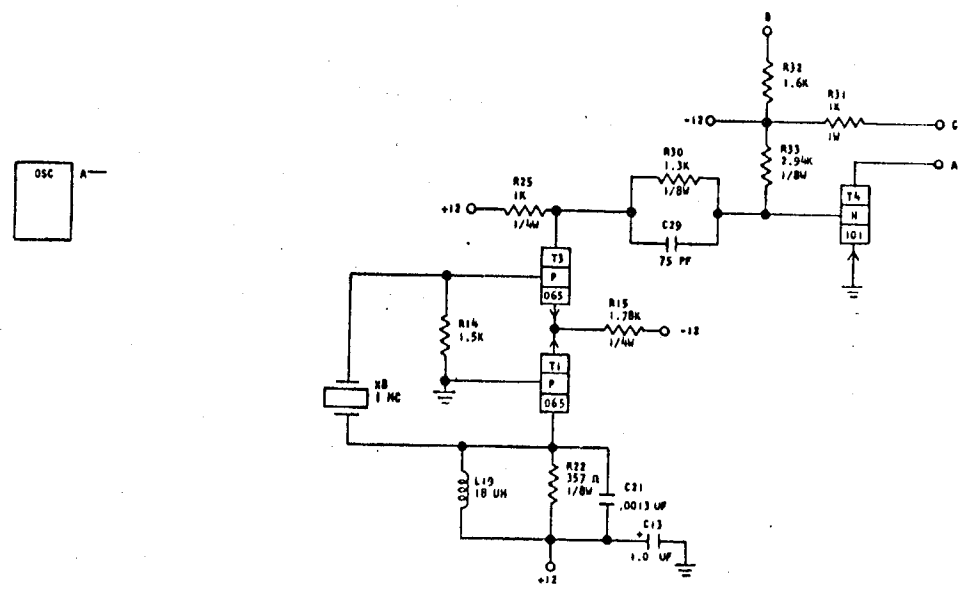 B
R32
1.6K
R31
1K
1W
C
-12
R33
2.94K
1/8W
A
R30
1.3K
1/8W
OSC
A
R25
1K
1/4W
+12
C29
75 PF
T4
N
101
T3
P
065
R15
1.78K
1/4W
-12
R14
1.5K
T1
P
065
XB
1 MC
L19
18 UH
R22
357 Ω
1/8W
C21
.0013 UF
C13
+
1.0 UF
+12